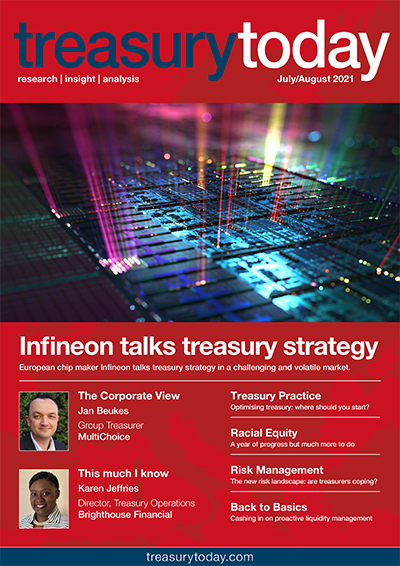 treasurytoday
research | insight | analysis
July/August 2021
Infineon talks treasury strategy
European chip maker Infineon talks treasury strategy in a challenging and volatile market.
The Corporate View
Jan Beukes
Group Treasurer
MultiChoice
This much I know
Karen Jeffries
Director, Treasury Operations
Brighthouse Financial
Treasury Practice
Optimising treasury: where should you start?
Racial Equity
A year of progress but much more to do
Risk Management
The new risk landscape: are treasurers coping?
Back to Basics
Cashing in on proactive liquidity management
treasurytoday.com